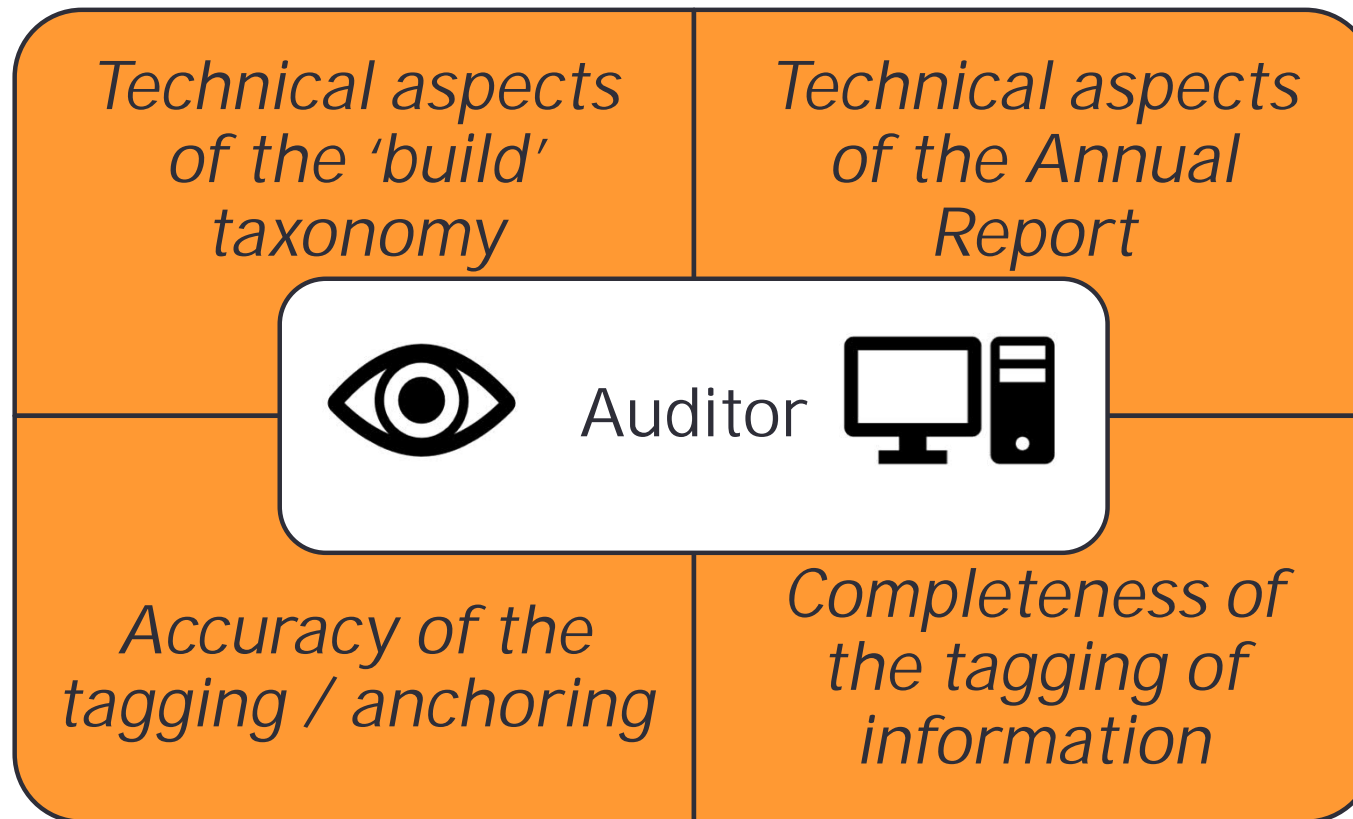 Technical aspects
of the ‘build’
taxonomy
Technical aspects
of the Annual
Report
Auditor
Accuracy of the
tagging / anchoring
Completeness of
the tagging of
information